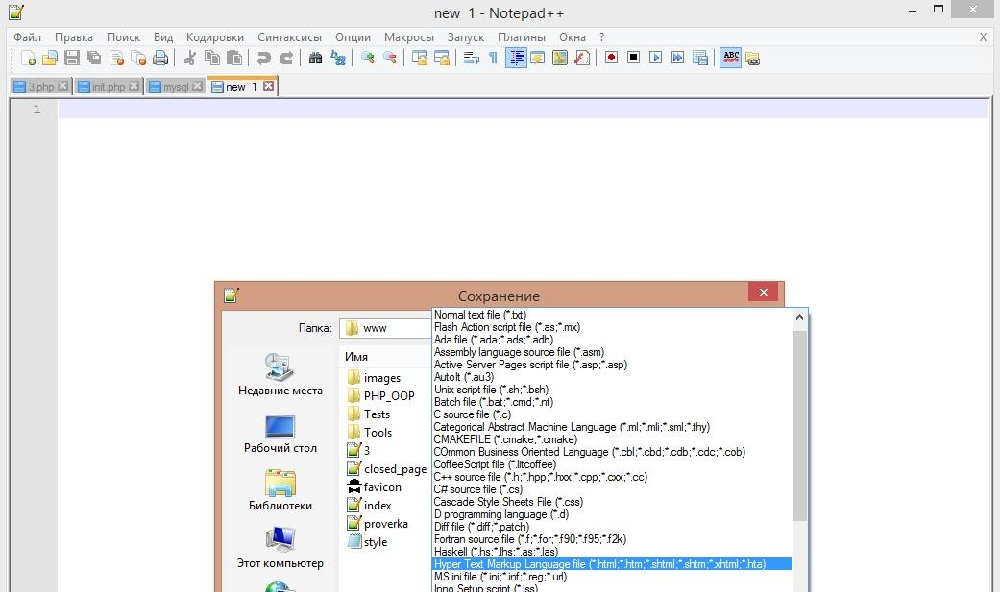 new 1 - Notepad++
Файл Правка Поиск Вид Кодировки Синтаксисы Опции Макросы Запуск Плагины Окна ? X
ABC
3.php init.php mysql new 1
1
Сохранение
Папка: www
Имя
images
PHP_OOP
Tests
Tools
3
closed_page
favicon
index
proverka
style
Недавние места
Рабочий стол
Библиотеки
Этот компьютер
Normal text file (*.txt)
Flash Action script file (*.as;*.mx)
Ada file (*.ada;*.ads;*.adb)
Assembly language source file (*.asm)
Active Server Pages script file (*.asp;*.asp)
AutoIt (*.au3)
Unix script file (*.sh;*.bsh)
Batch file (*.bat;*.cmd;*.nt)
C source file (*.c)
Categorical Abstract Machine Language (*.ml;*.mli;*.sml;*.thy)
CMAKEFILE (*.cmake;*.cmake)
COmmon Business Oriented Language (*.cbl;*.cbd;*.cdb;*.cdc;*.cob)
CoffeeScript file (*.litcoffee)
C++ source file (*.h;*.hpp;*.hxx;*.cpp;*.cxx;*.cc)
C# source file (*.cs)
Cascade Style Sheets File (*.css)
D programming language (*.d)
Diff file (*.diff;*.patch)
Fortran source file (*.f;*.for;*.f90;*.f95;*.f2k)
Haskell (*.hs;*.lhs;*.as;*.las)
Hyper Text Markup Language file (*.html;*.htm;*.shtml;*.shtm;*.xhtml;*.hta)
MS ini file (*.ini;*.inf;*.reg;*.url)
Inno Setup script (*.iss)